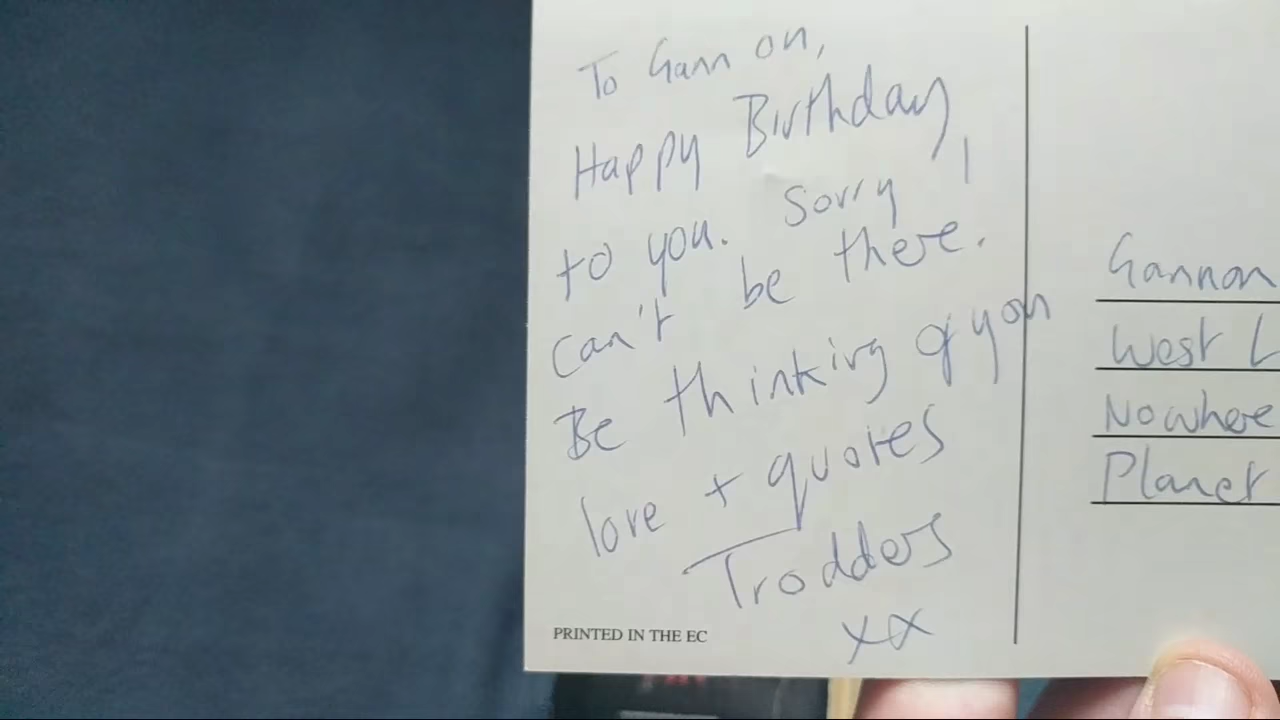 To Gannon,
Happy Birthday
to you. Sorry I
can't be there.
Be thinking of you
love + quotes
Trodders
xx
PRINTED IN THE EC
Gannon
West L
Nowhere
Planet